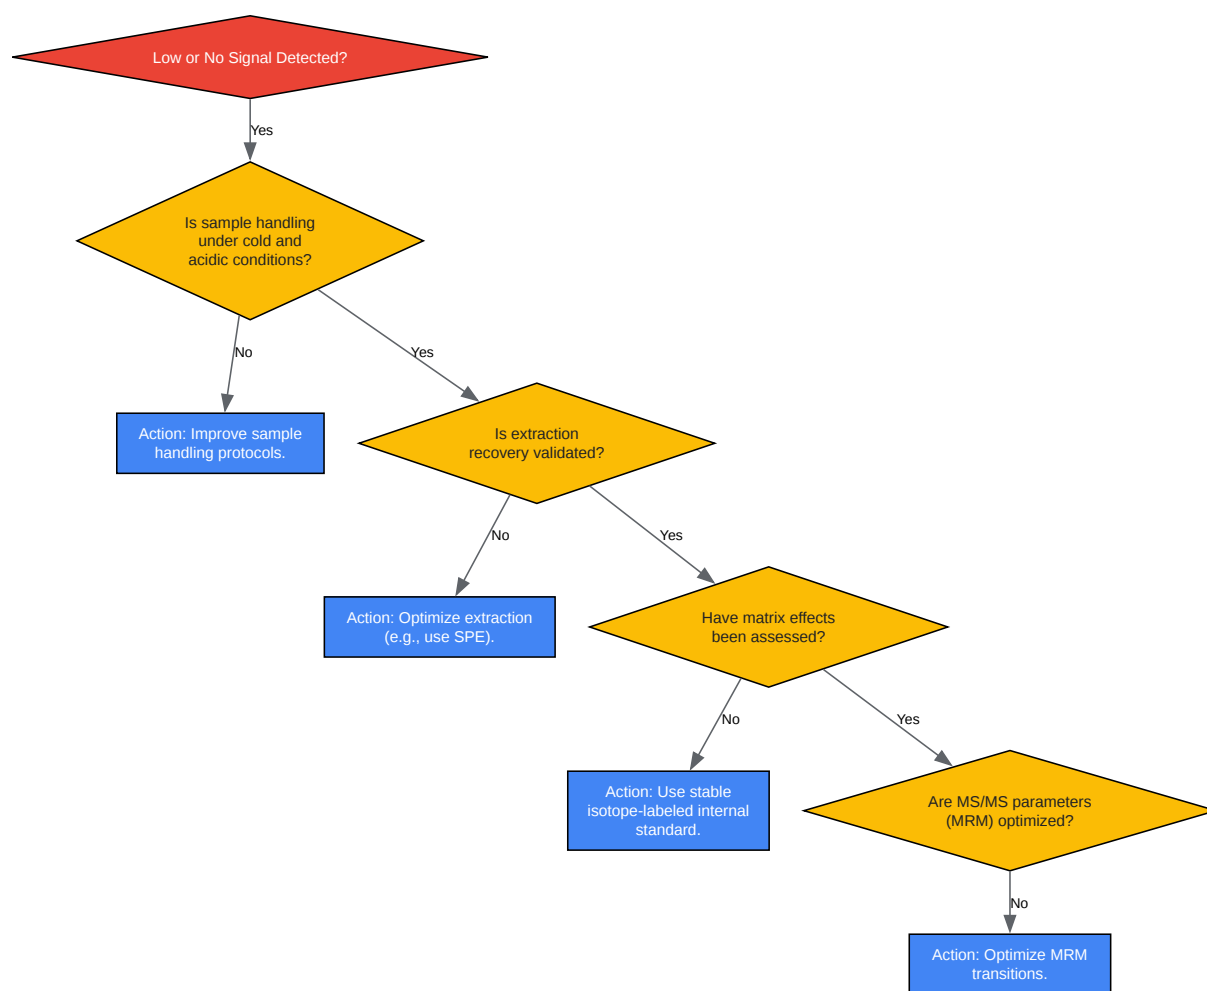 Low or No Signal Detected?
Yes
Is sample handling
under cold and
acidic conditions?
No
Yes
Action: Improve sample
handling protocols.
Is extraction
recovery validated?
No
Yes
Action: Optimize extraction
(e.g., use SPE).
Have matrix effects
been assessed?
No
Yes
Action: Use stable
isotope-labeled internal
standard.
Are MS/MS parameters
(MRM) optimized?
No
Action: Optimize MRM
transitions.